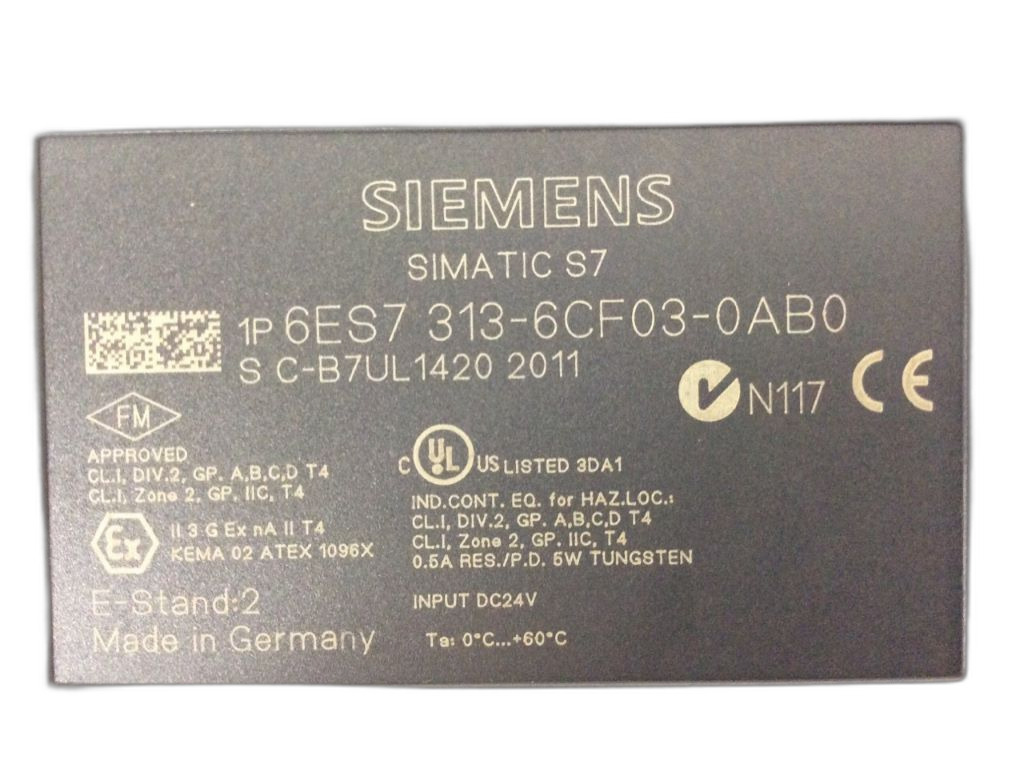 SIEMENS
SIMATIC S7
1P 6ES7 313-6CF03-0AB0
S C-B7UL1420 2011
N117
CE
FM
APPROVED
CL.I, DIV.2, GP. A,B,C,D T4
CL.I, Zone 2, GP. IIC, T4
Ex
II 3 G Ex nA II T4
KEMA 02 ATEX 1096X
C UL US LISTED 3DA1
IND.CONT. EQ. for HAZ.LOC.:
CL.I, DIV.2, GP. A,B,C,D T4
CL.I, Zone 2, GP. IIC, T4
0.5A RES./P.D. 5W TUNGSTEN
E-Stand:2
Made in Germany
INPUT DC24V
Ta: 0°C...+60°C